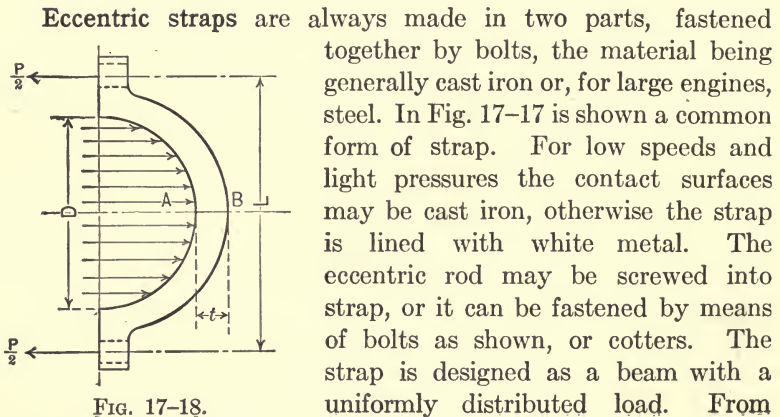 Eccentric straps are always made in two parts, fastened
together by bolts, the material being
generally cast iron or, for large engines,
steel. In Fig. 17–17 is shown a common
form of strap. For low speeds and
light pressures the contact surfaces
may be cast iron, otherwise the strap
is lined with white metal. The
eccentric rod may be screwed into
strap, or it can be fastened by means
of bolts as shown, or cotters. The
strap is designed as a beam with a
uniformly distributed load. From
P/2
D
A
B
L
t
P/2
Fig. 17–18.